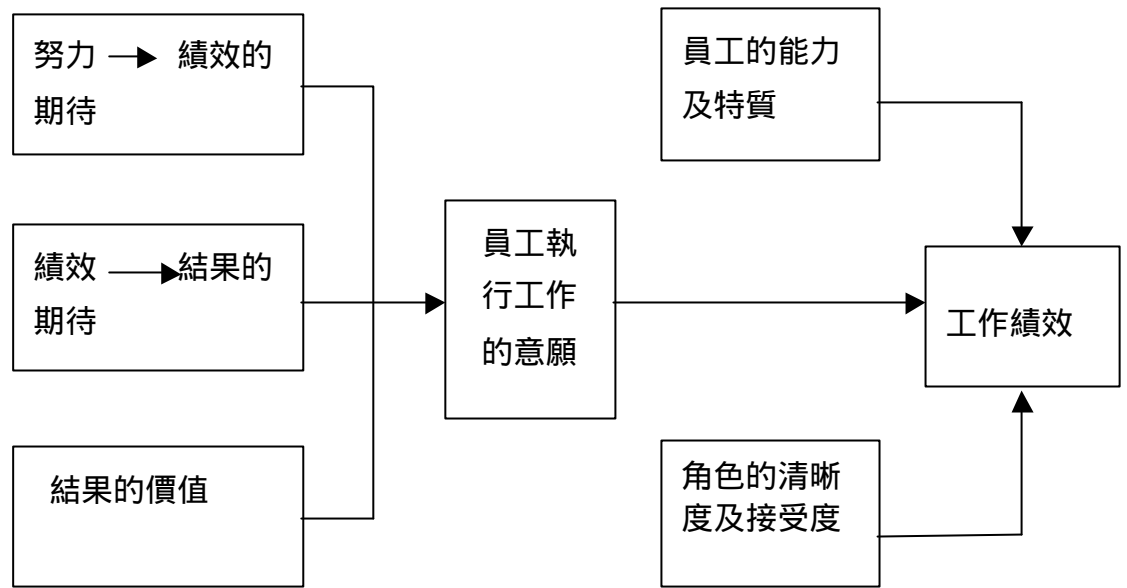 努力 → 績效的
期待
績效 → 結果的
期待
結果的價值
員工執
行工作
的意願
員工的能力
及特質
工作績效
角色的清晰
度及接受度